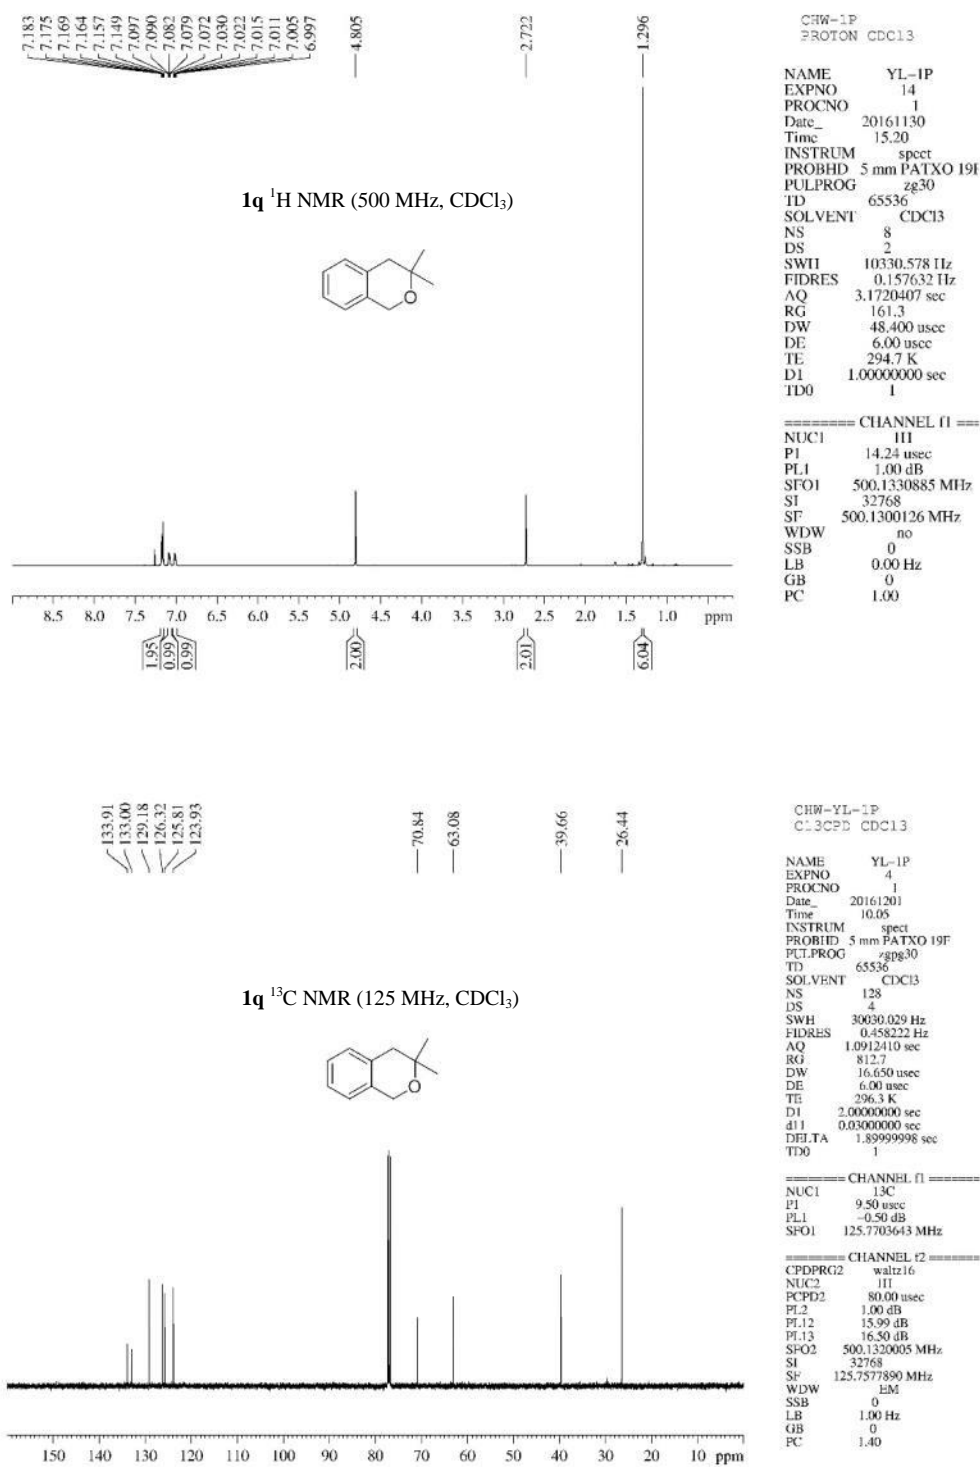 7.183
7.175
7.169
7.164
7.157
7.149
7.097
7.090
7.082
7.079
7.072
7.030
7.022
7.015
7.011
7.005
6.997
4.805
2.722
1.296
CHW-1P
PROTON CDCl3
NAME YL-1P
EXPNO 14
PROCNO 1
Date_ 20161130
Time 15.20
INSTRUM spect
PROBHD 5 mm PATXO 19F
PULPROG zg30
TD 65536
SOLVENT CDCl3
NS 8
DS 2
SWH 10330.578 Hz
FIDRES 0.157632 Hz
AQ 3.1720407 sec
RG 161.3
DW 48.400 usec
DE 6.00 usec
TE 294.7 K
D1 1.00000000 sec
TD0 1
======== CHANNEL f1 ===
NUC1 1H
P1 14.24 usec
PL1 1.00 dB
SFO1 500.1330885 MHz
SI 32768
SF 500.1300126 MHz
WDW no
SSB 0
LB 0.00 Hz
GB 0
PC 1.00
1q ¹H NMR (500 MHz, CDCl₃)
O
8.5 8.0 7.5 7.0 6.5 6.0 5.5 5.0 4.5 4.0 3.5 3.0 2.5 2.0 1.5 1.0 ppm
1.95
0.99
0.99
2.00
2.01
6.04
133.91
133.00
129.18
126.32
125.81
123.93
70.84
63.08
39.66
26.44
CHW-YL-1P
C13CPD CDCl3
NAME YL-1P
EXPNO 4
PROCNO 1
Date_ 20161201
Time 10.05
INSTRUM spect
PROBHD 5 mm PATXO 19F
PULPROG zgpg30
TD 65536
SOLVENT CDCl3
NS 128
DS 4
SWH 30030.029 Hz
FIDRES 0.458222 Hz
AQ 1.0912410 sec
RG 812.7
DW 16.650 usec
DE 6.00 usec
TE 296.3 K
D1 2.00000000 sec
d11 0.03000000 sec
DELTA 1.89999998 sec
TD0 1
======== CHANNEL f1 =======
NUC1 13C
P1 9.50 usec
PL1 -0.50 dB
SFO1 125.7703643 MHz
======== CHANNEL f2 =======
CPDPRG2 waltz16
NUC2 1H
PCPD2 80.00 usec
PL2 1.00 dB
PL12 15.99 dB
PL13 16.50 dB
SFO2 500.1320005 MHz
SI 32768
SF 125.7577890 MHz
WDW EM
SSB 0
LB 1.00 Hz
GB 0
PC 1.40
1q ¹³C NMR (125 MHz, CDCl₃)
O
150 140 130 120 110 100 90 80 70 60 50 40 30 20 10 ppm